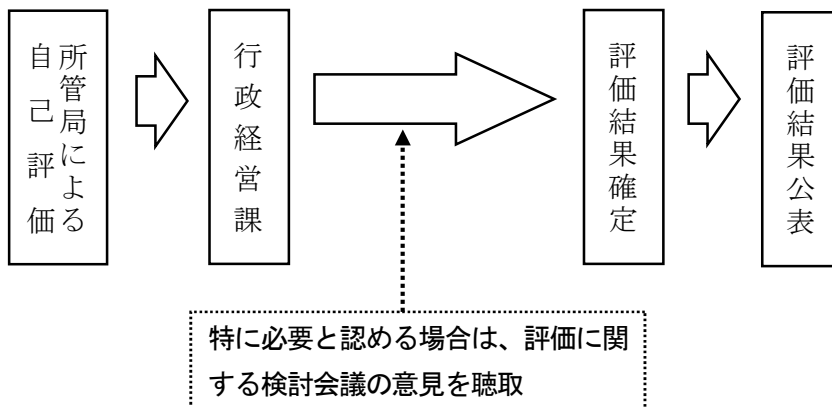 所管局による
自己評価
行政経営課
評価結果確定
評価結果公表
特に必要と認める場合は、評価に関
する検討会議の意見を聴取